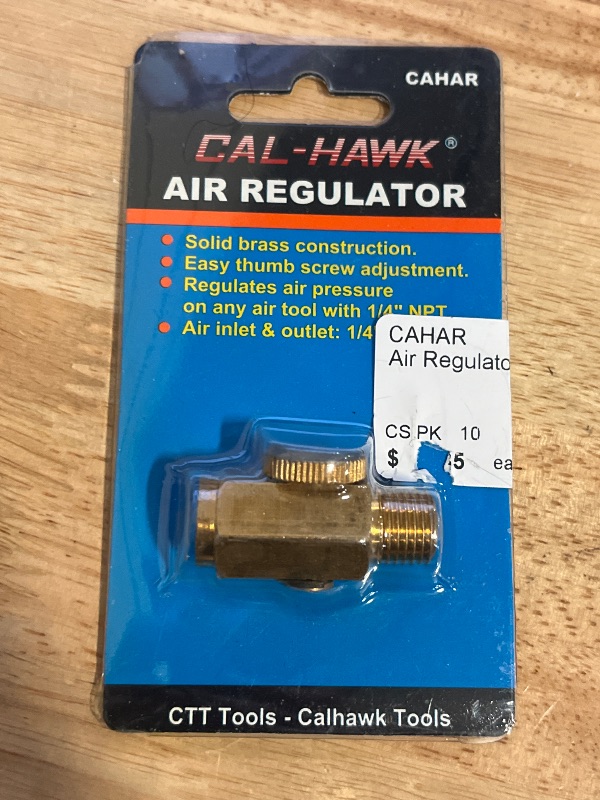 CAHAR
CAL-HAWK®
AIR REGULATOR
Solid brass construction.
Easy thumb screw adjustment.
Regulates air pressure
on any air tool with 1/4" NPT
Air inlet & outlet: 1/4"
CAHAR
Air Regulato
CS PK 10
$ 5 ea
CTT Tools - Calhawk Tools